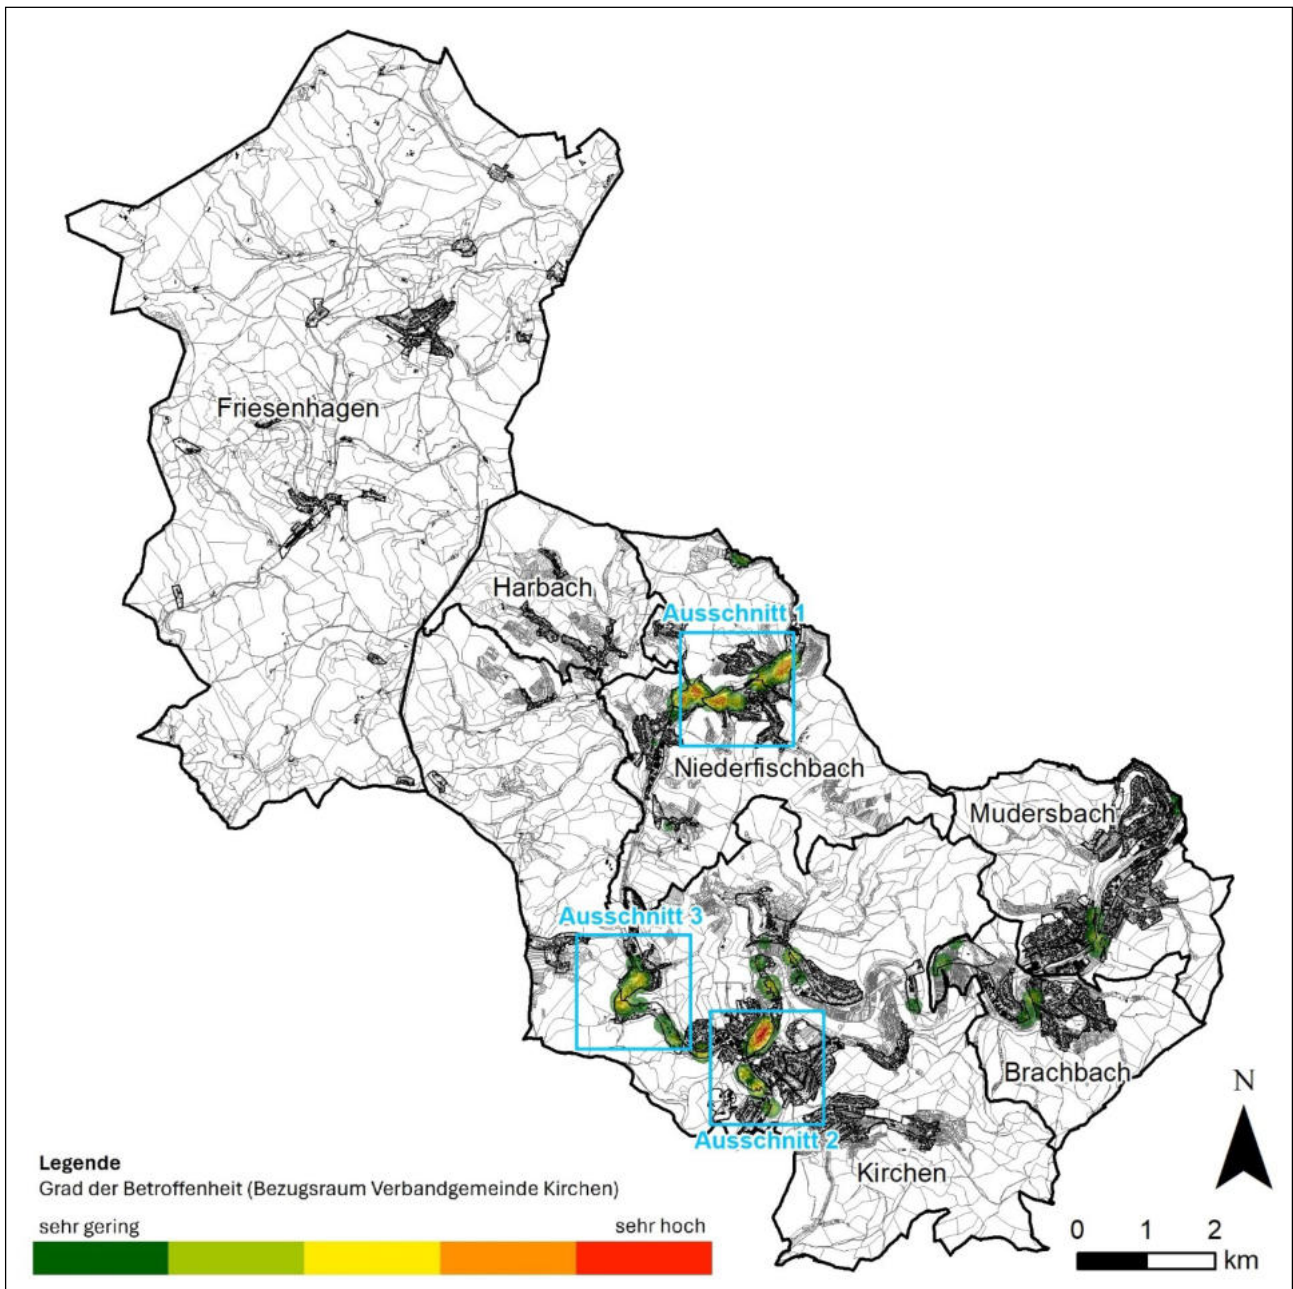 Friesenhagen
Harbach
Ausschnitt 1
Niederfischbach
Mudersbach
Ausschnitt 3
Brachbach
Ausschnitt 2
Kirchen
N
Legende
Grad der Betroffenheit (Bezugsraum Verbandgemeinde Kirchen)
sehr gering sehr hoch
0 1 2
km